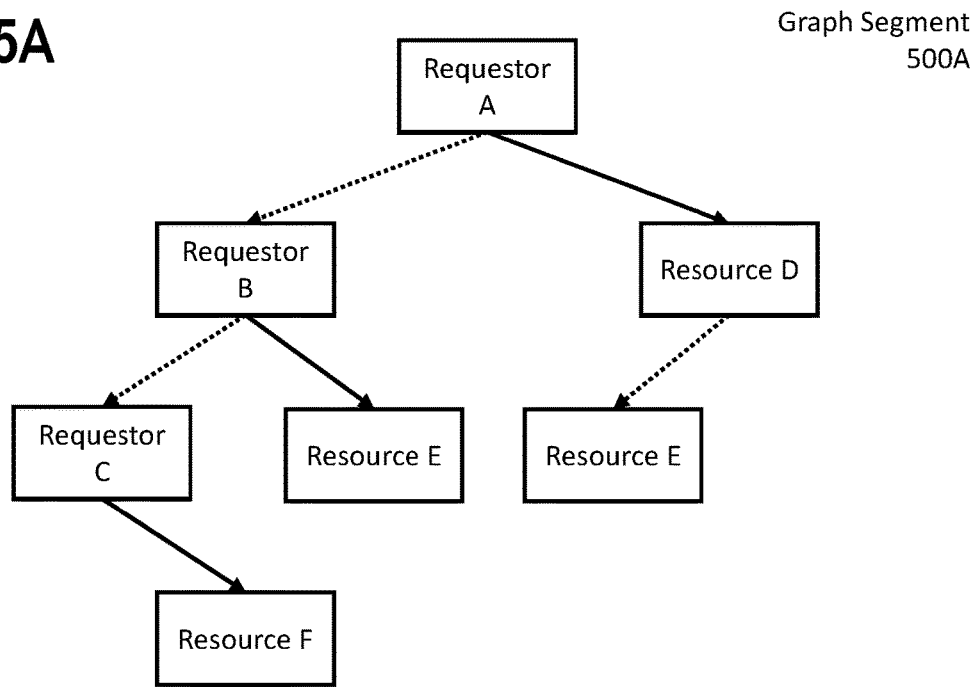 5A
Graph Segment
500A
Requestor
A
Requestor
B
Resource D
Requestor
C
Resource E
Resource E
Resource F